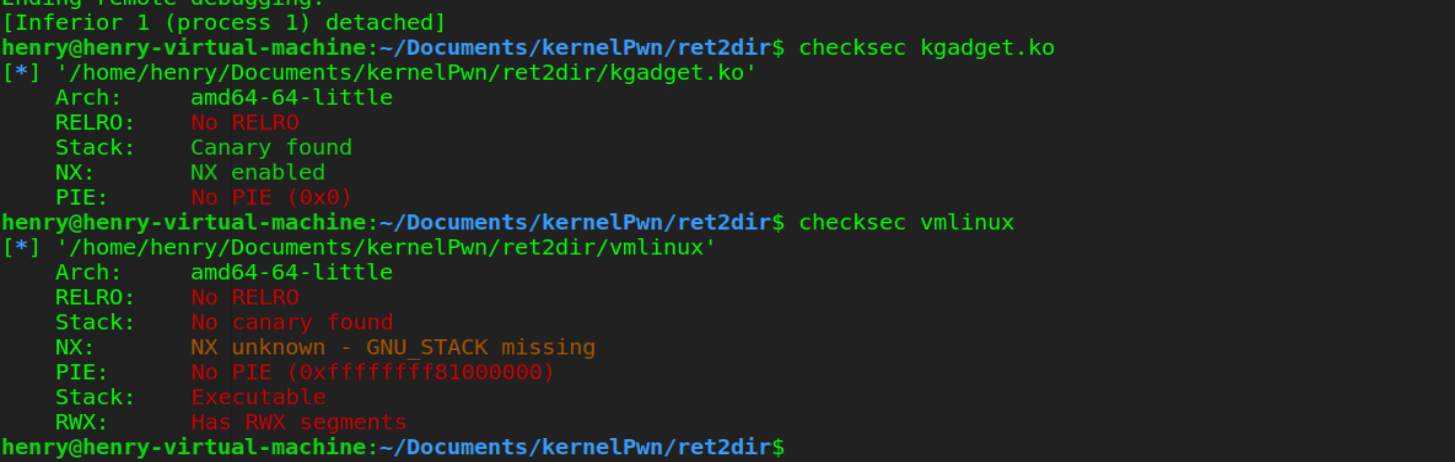 Ending remote debugging.
[Inferior 1 (process 1) detached]
henry@henry-virtual-machine:~/Documents/kernelPwn/ret2dir$ checksec kgadget.ko
[*] '/home/henry/Documents/kernelPwn/ret2dir/kgadget.ko'
    Arch:     amd64-64-little
    RELRO:    No RELRO
    Stack:    Canary found
    NX:       NX enabled
    PIE:      No PIE (0x0)
henry@henry-virtual-machine:~/Documents/kernelPwn/ret2dir$ checksec vmlinux
[*] '/home/henry/Documents/kernelPwn/ret2dir/vmlinux'
    Arch:     amd64-64-little
    RELRO:    No RELRO
    Stack:    No canary found
    NX:       NX unknown - GNU_STACK missing
    PIE:      No PIE (0xffffffff81000000)
    Stack:    Executable
    RWX:      Has RWX segments
henry@henry-virtual-machine:~/Documents/kernelPwn/ret2dir$